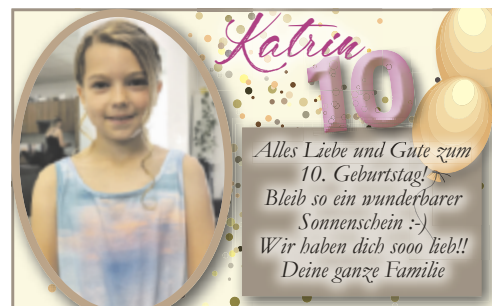 Katrin
10
Alles Liebe und Gute zum
10. Geburtstag!
Bleib so ein wunderbarer
Sonnenschein :-)
Wir haben dich sooo lieb!!
Deine ganze Familie